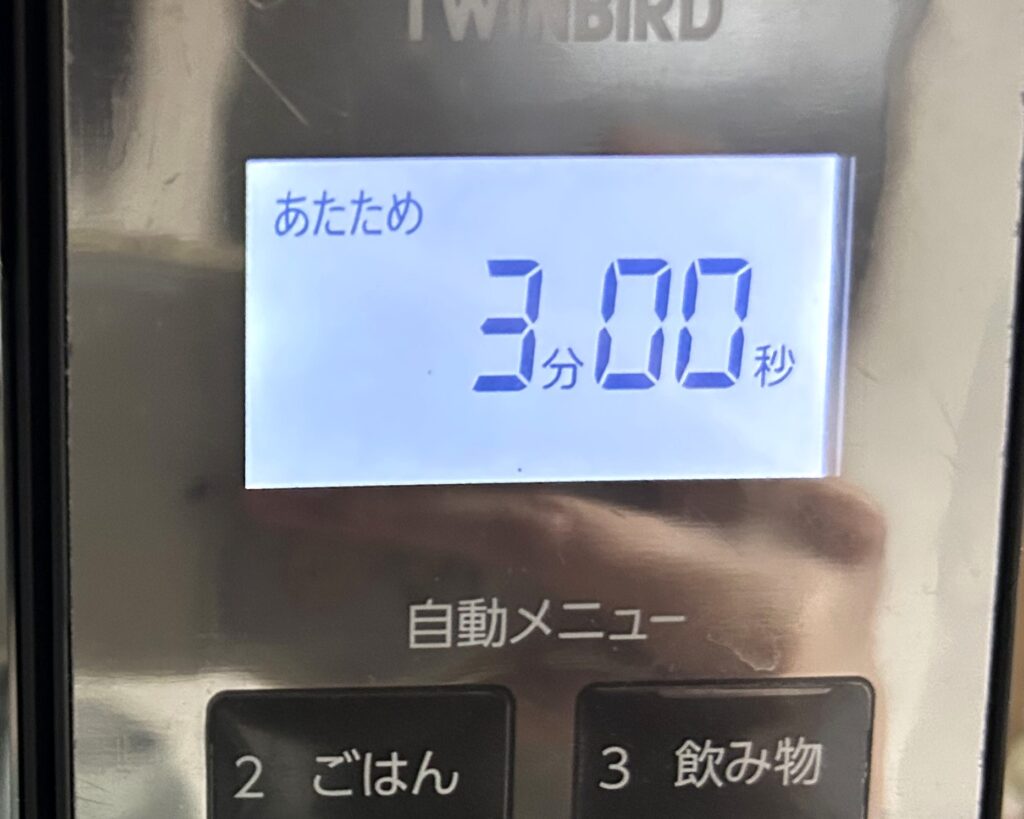 TWINBIRD
あたため
3分00秒
自動メニュー
2 ごはん
3 飲み物